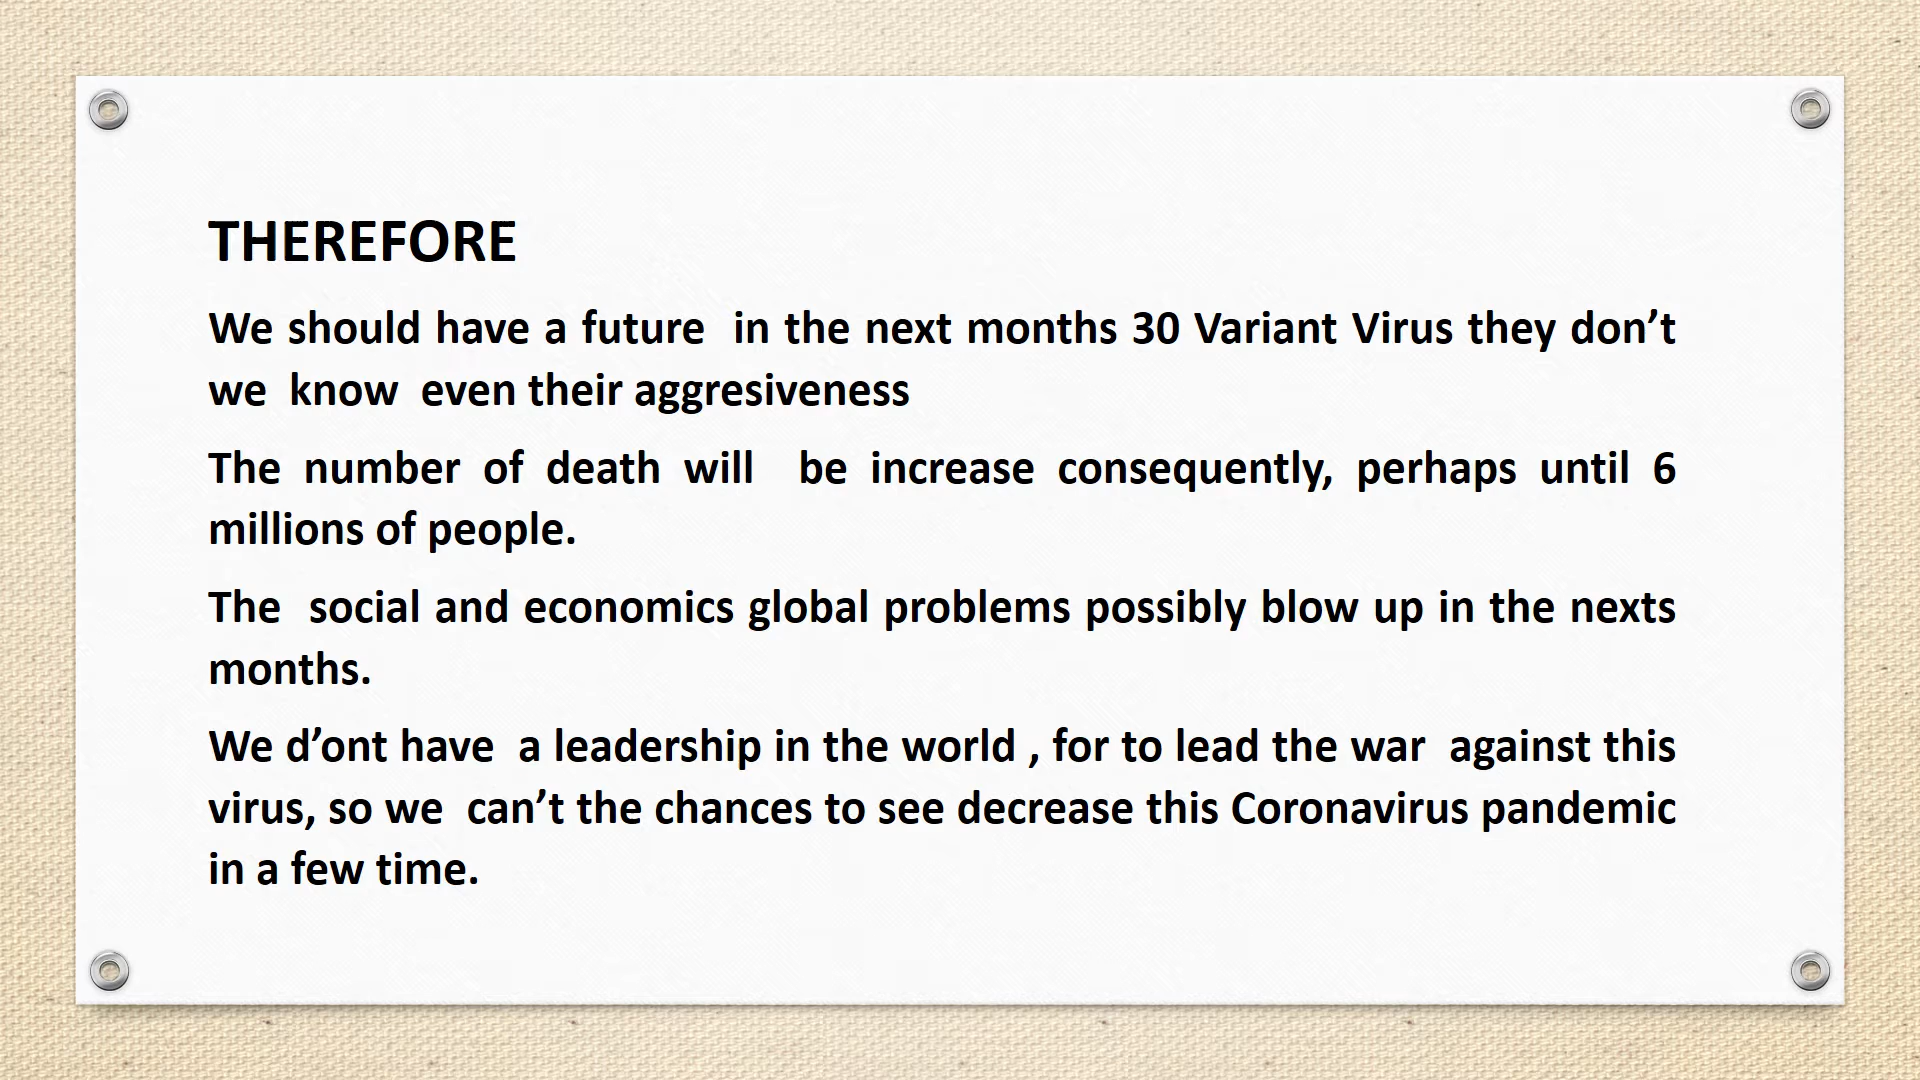 THEREFORE
We should have a future  in the next months 30 Variant Virus they don’t
we  know  even their aggresiveness
The number of death will  be increase consequently, perhaps until 6
millions of people.
The  social and economics global problems possibly blow up in the nexts
months.
We d’ont have  a leadership in the world , for to lead the war  against this
virus, so we  can’t the chances to see decrease this Coronavirus pandemic
in a few time.